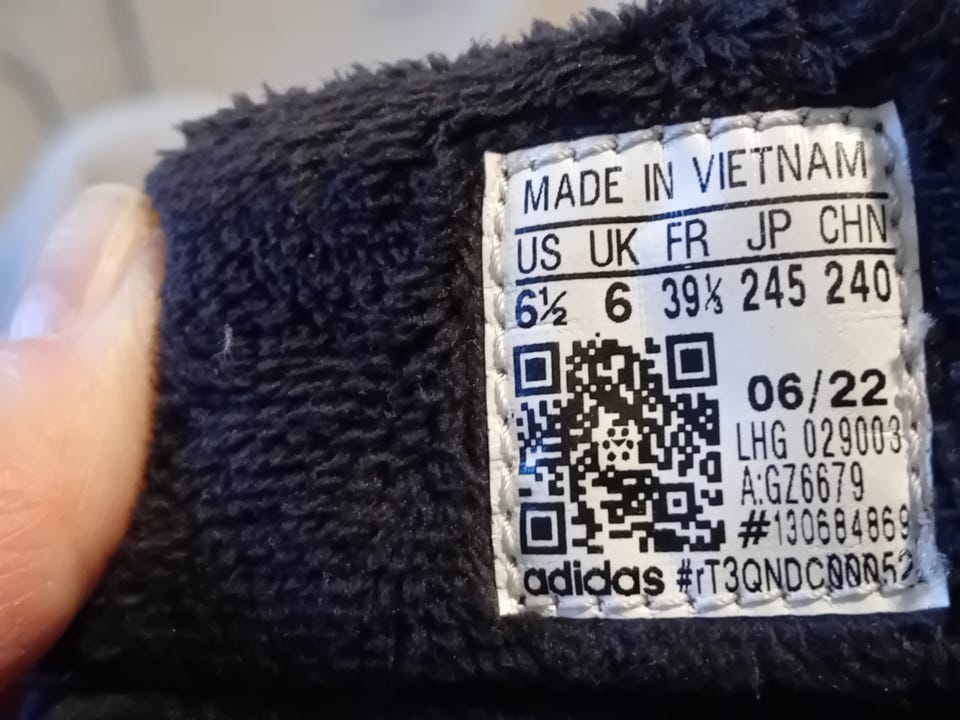 MADE IN VIETNAM
US UK FR JP CHN
6½ 6 39⅓ 245 240
06/22
LHG 029003
A:GZ6679
#130684869
adidas